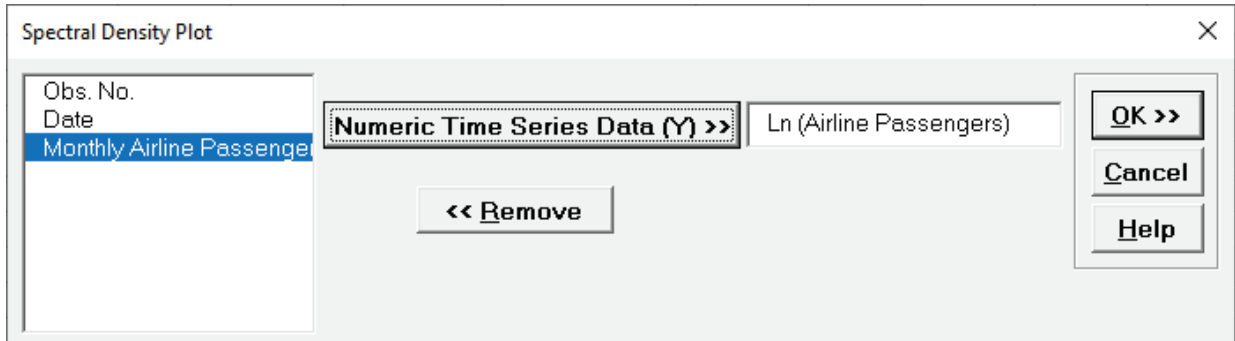 Spectral Density Plot
Obs. No.
Date
Monthly Airline Passenger
Numeric Time Series Data (Y) >>
Ln (Airline Passengers)
<< Remove
OK >>
Cancel
Help